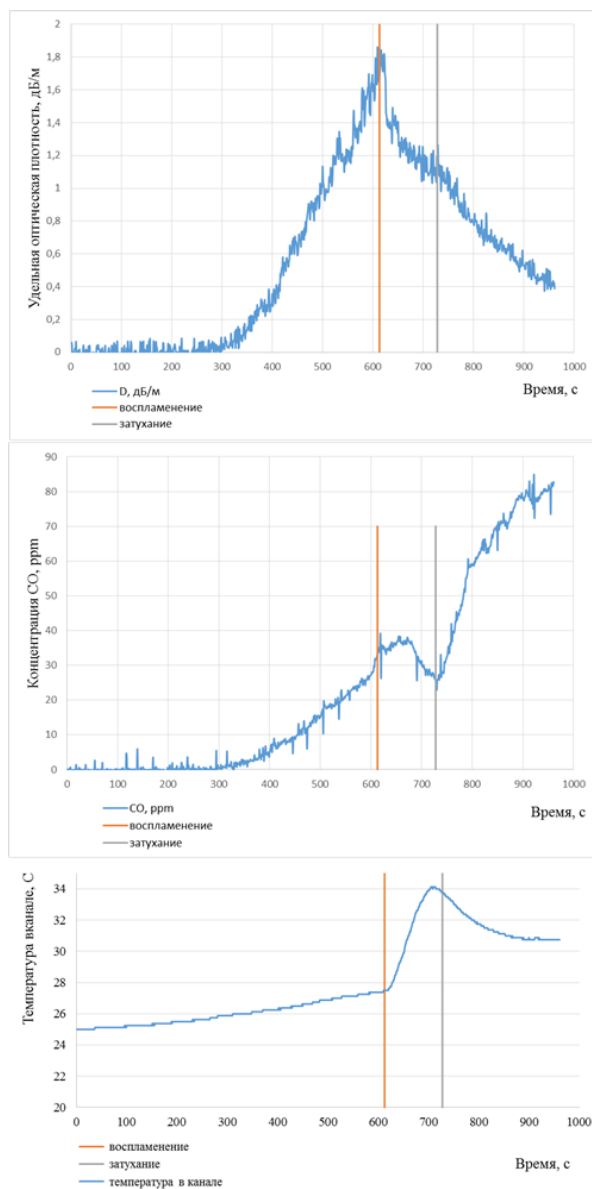 Удельная оптическая плотность, дБ/м
2
1,8
1,6
1,4
1,2
1
0,8
0,6
0,4
0,2
0
0 100 200 300 400 500 600 700 800 900 1000
Время, с
D, дБ/м
воспламенение
затухание
Концентрация СО, ppm
90
80
70
60
50
40
30
20
10
0
0 100 200 300 400 500 600 700 800 900 1000
Время, с
CO, ppm
воспламенение
затухание
Температура вканале, С
34
32
30
28
26
24
22
20
0 100 200 300 400 500 600 700 800 900 1000
Время, с
воспламенение
затухание
температура в канале